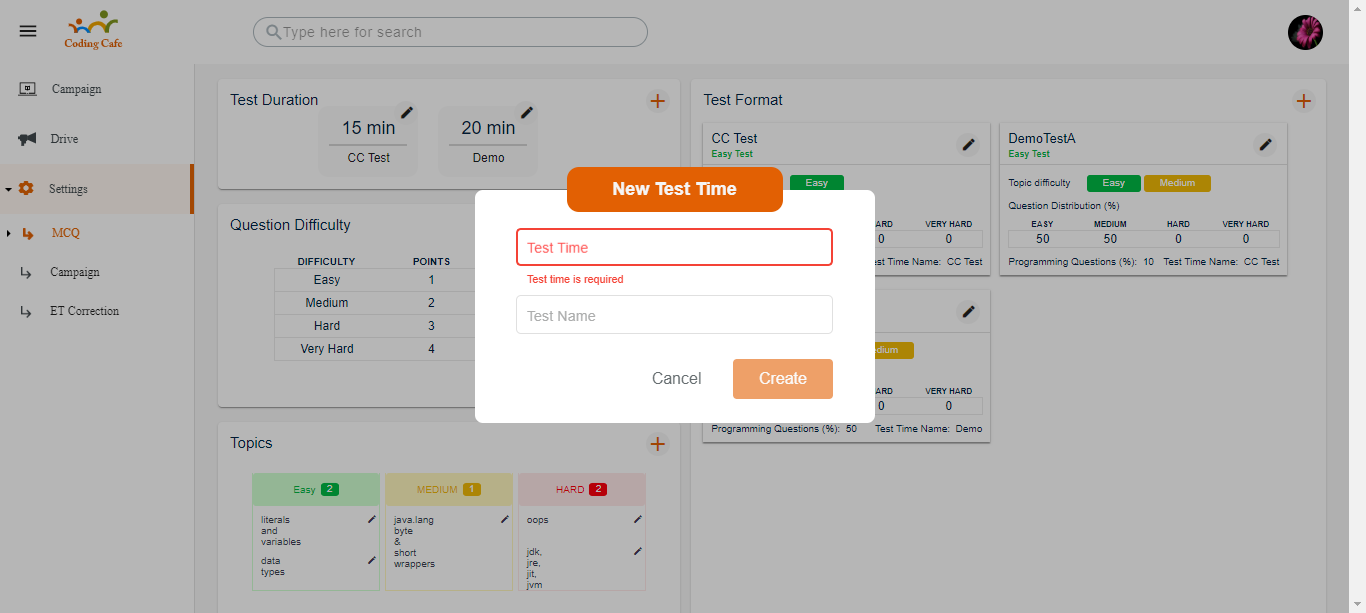 Coding Cafe
Type here for search
Campaign
Drive
Settings
MCQ
Campaign
ET Correction
Test Duration
15 min
CC Test
20 min
Demo
Question Difficulty
DIFFICULTY POINTS
Easy 1
Medium 2
Hard 3
Very Hard 4
Topics
Easy 2
literals
and
variables
data
types
MEDIUM 1
java.lang
byte
&
short
wrappers
HARD 2
oops
jdk,
jre,
jit,
jvm
New Test Time
Test Time
Test time is required
Test Name
Cancel Create
Test Format
CC Test
Easy Test
Easy
VERY HARD
0 0
Time Name: CC Test
DemoTestA
Easy Test
Topic difficulty Easy Medium
Question Distribution (%)
EASY MEDIUM HARD VERY HARD
50 50 0 0
Programming Questions (%): 10 Test Time Name: CC Test
VERY HARD
0 0
Programming Questions (%): 50 Test Time Name: Demo